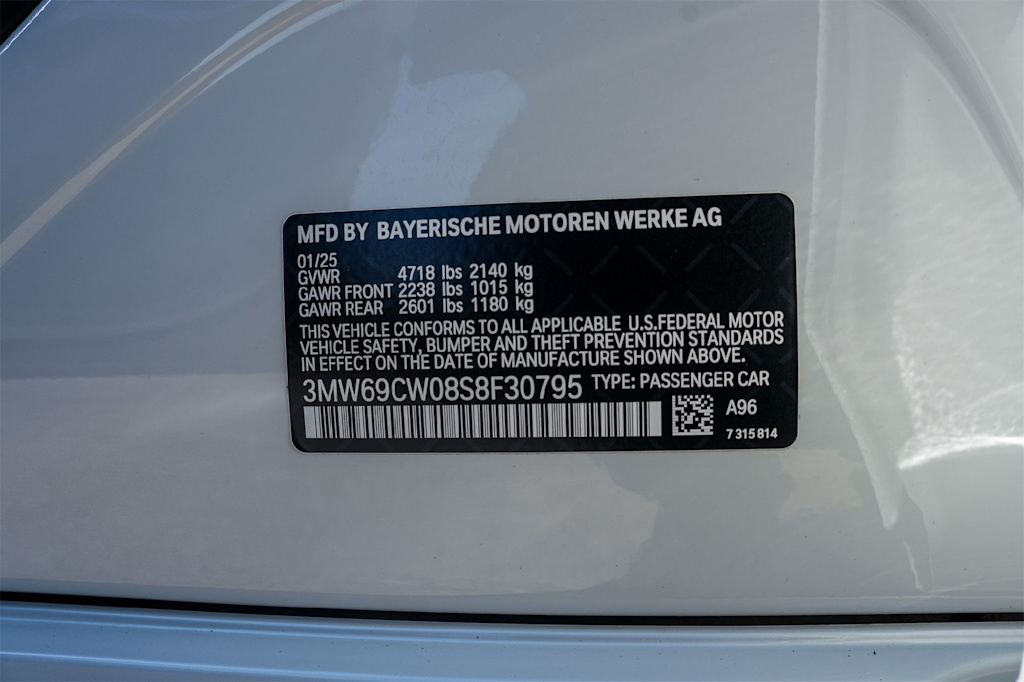 MFD BY BAYERISCHE MOTOREN WERKE AG
01/25
GVWR 4718 lbs 2140 kg
GAWR FRONT 2238 lbs 1015 kg
GAWR REAR 2601 lbs 1180 kg
THIS VEHICLE CONFORMS TO ALL APPLICABLE U.S.FEDERAL MOTOR
VEHICLE SAFETY, BUMPER AND THEFT PREVENTION STANDARDS
IN EFFECT ON THE DATE OF MANUFACTURE SHOWN ABOVE.
3MW69CW08S8F30795 TYPE: PASSENGER CAR
A96
7 315 814